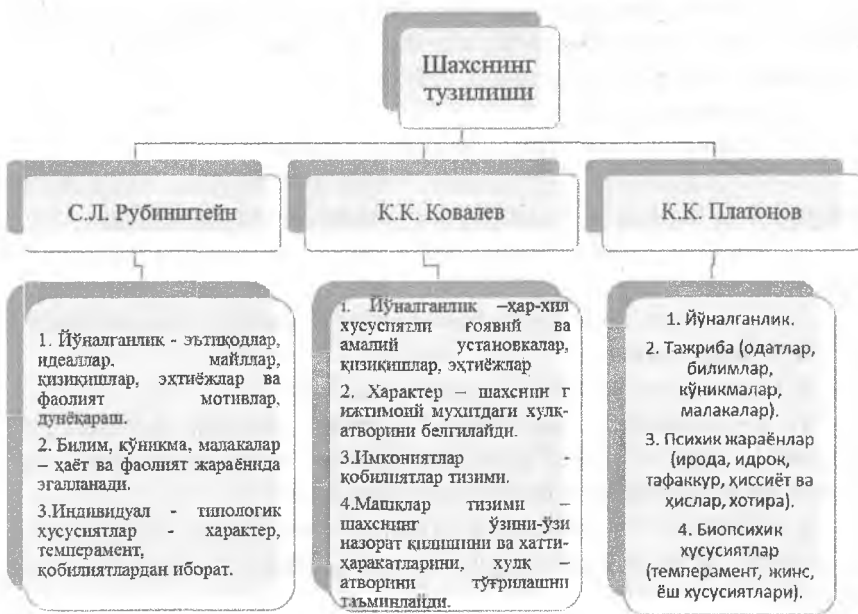 Шахснинг
тузилиши
С.Л. Рубинштейн
К.К. Ковалев
К.К. Платонов
1. Йўналганлик - эътиқодлар,
идеаллар. майллар,
қизиқишлар, эҳтиёжлар ва
фаолият мотивлар,
дунёқараш.
2. Билим, кўникма, малакалар
– ҳаёт ва фаолият жараёнида
эгалланади.
3.Индивидуал - типологик
хусусиятлар - характер,
темперамент,
қобилиятлардан иборат.
1. Йўналганлик –ҳар-хил
хусусиятли ғоявий ва
амалий установкалар,
қизиқишлар, эҳтиёжлар
2. Характер – шахснин г
ижтимоий муҳитдаги хулқ-
атворини белгилайди.
3.Имкониятлар -
қобилиятлар тизими.
4.Машқлар тизими –
шахснинг ўзини-ўзи
назорат қилишини ва хатти-
ҳаракатларини, хулқ –
атворини тўғрилашни
таъминлайди.
1. Йўналганлик.
2. Тажриба (одатлар,
билимлар,
кўникмалар,
малакалар).
3. Психик жараёнлар
(ирода, идрок,
тафаккур, ҳиссиёт ва
ҳислар, хотира).
4. Биопсихик
хусусиятлар
(темперамент, жинс,
ёш хусусиятлари).